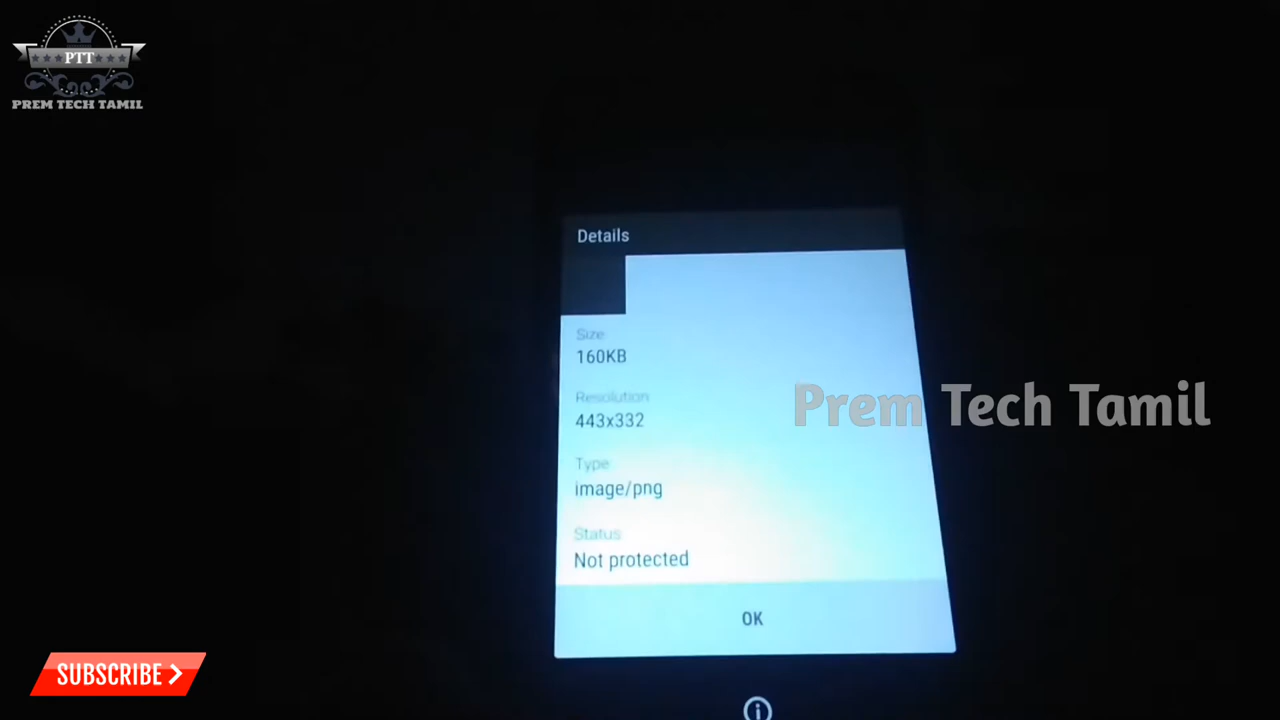 PTT
PREM TECH TAMIL
Details
Size
160KB
Resolution
443x332
Prem Tech Tamil
Type
image/png
Status
Not protected
OK
SUBSCRIBE